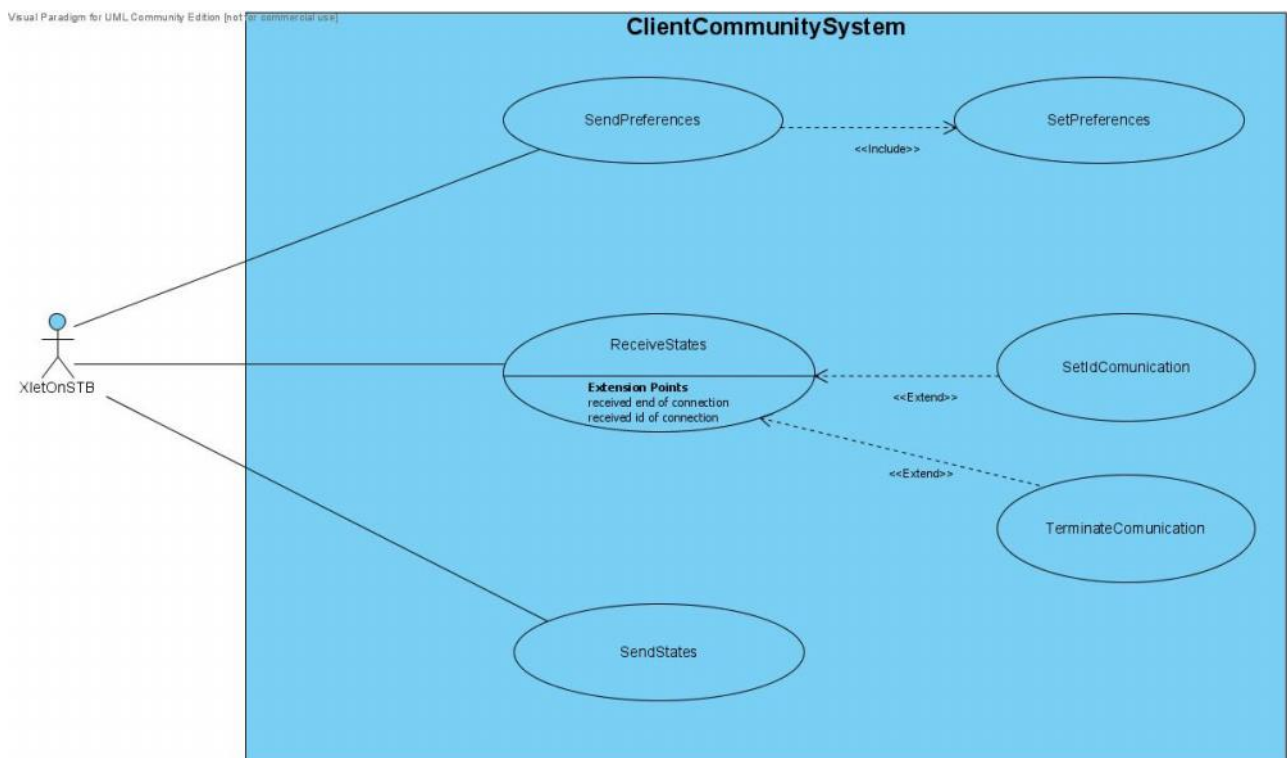 Visual Paradigm for UML Community Edition [not for commercial use]
ClientCommunitySystem
SendPreferences
SetPreferences
<<Include>>
ReceiveStates
Extension Points
received end of connection
received id of connection
SetIdComunication
<<Extend>>
XletOnSTB
<<Extend>>
TerminateComunication
SendStates